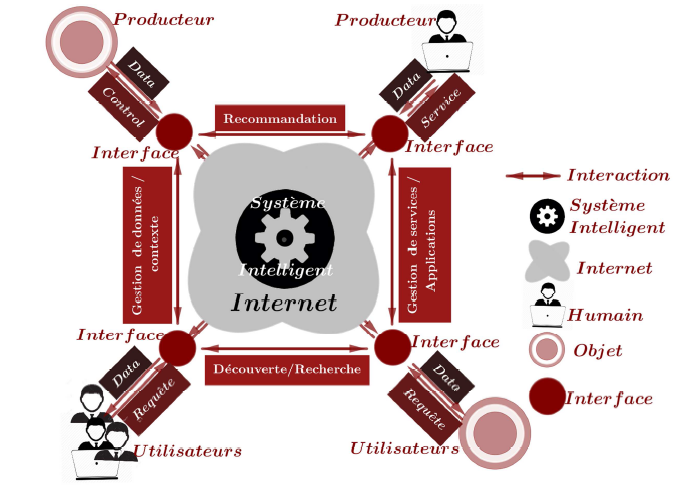 Producteur
Producteur
Data
Control
Data
Service
Recommandation
Interface
Interface
Gestion de données /
contexte
Système
Intelligent
Internet
Gestion de services /
Applications
Interaction
Système
Intelligent
Internet
Humain
Objet
Interface
Interface
Interface
Découverte/Recherche
Data
Requête
Data
Requête
Utilisateurs
Utilisateurs